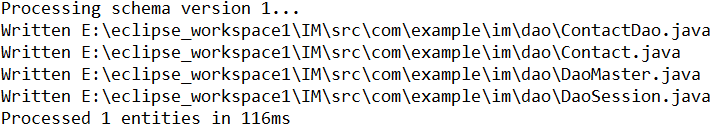 Processing schema version 1...
Written E:\eclipse_workspace1\IM\src\com\example\im\dao\ContactDao.java
Written E:\eclipse_workspace1\IM\src\com\example\im\dao\Contact.java
Written E:\eclipse_workspace1\IM\src\com\example\im\dao\DaoMaster.java
Written E:\eclipse_workspace1\IM\src\com\example\im\dao\DaoSession.java
Processed 1 entities in 116ms